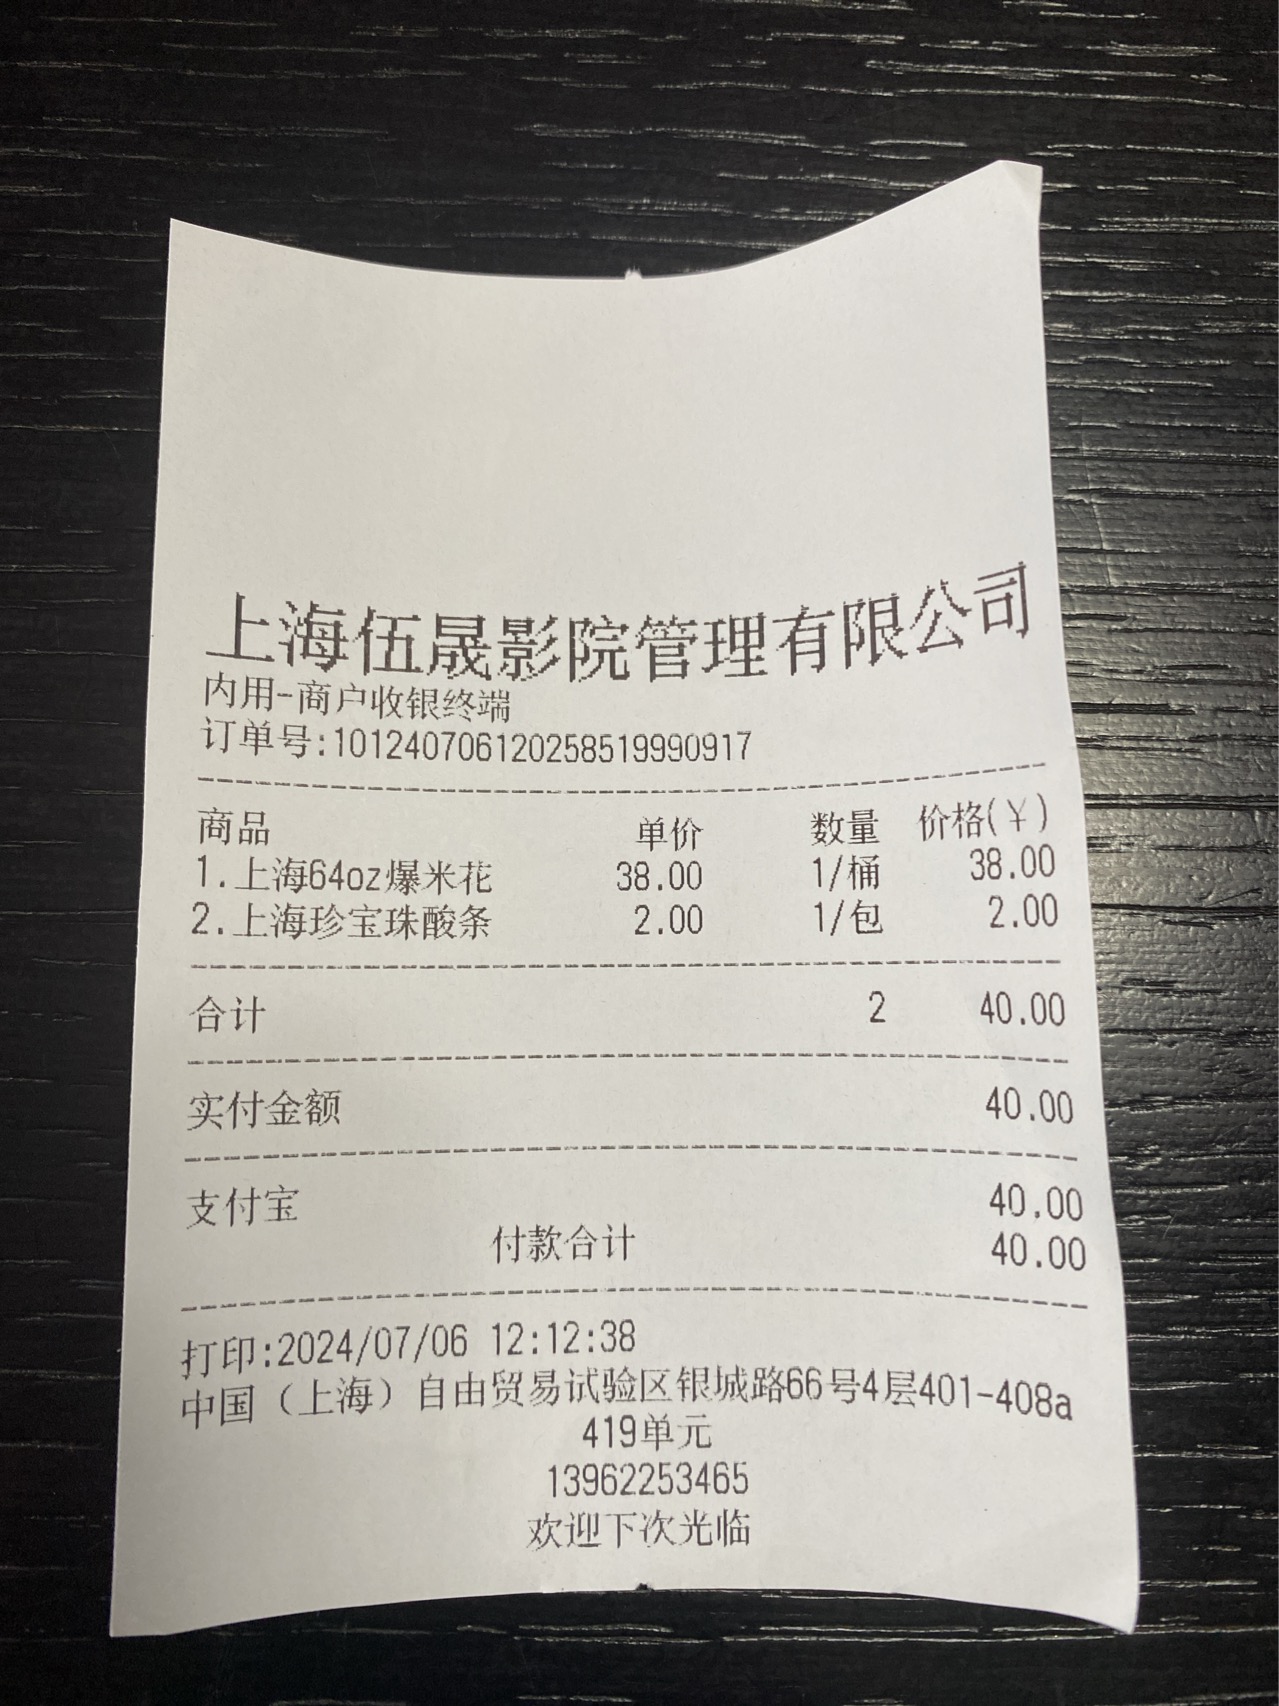 上海伍晟影院管理有限公司
内用-商户收银终端
订单号:1012407061202585199909​17
商品 单价 数量 价格(￥)
1.上海64oz爆米花 38.00 1/桶 38.00
2.上海珍宝珠酸条 2.00 1/包 2.00
合计 2 40.00
实付金额 40.00
支付宝 40.00
付款合计 40.00
打印:2024/07/06 12:12:38
中国（上海）自由贸易试验区银城路66号4层401-408a
419单元
13962253465
欢迎下次光临